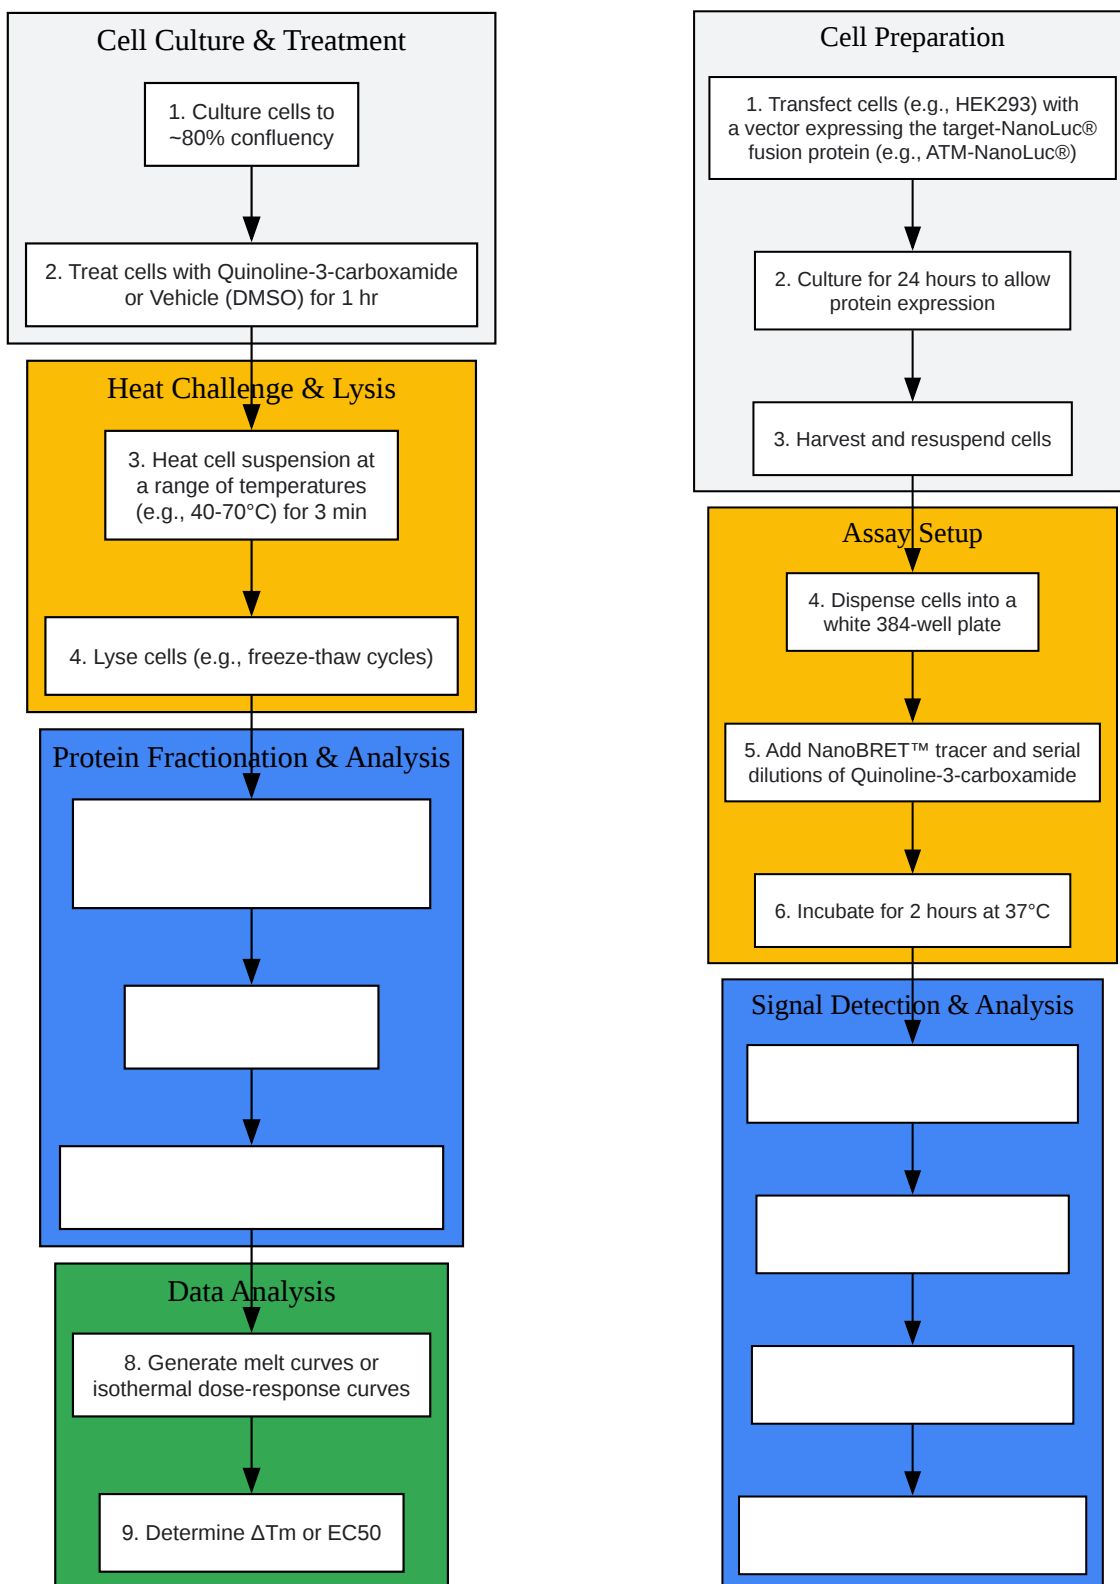 Cell Culture & Treatment
1. Culture cells to
~80% confluency
2. Treat cells with Quinoline-3-carboxamide
or Vehicle (DMSO) for 1 hr
Heat Challenge & Lysis
3. Heat cell suspension at
a range of temperatures
(e.g., 40-70°C) for 3 min
4. Lyse cells (e.g., freeze-thaw cycles)
Protein Fractionation & Analysis
Data Analysis
8. Generate melt curves or
isothermal dose-response curves
9. Determine ΔTm or EC50
Cell Preparation
1. Transfect cells (e.g., HEK293) with
a vector expressing the target-NanoLuc®
fusion protein (e.g., ATM-NanoLuc®)
2. Culture for 24 hours to allow
protein expression
3. Harvest and resuspend cells
Assay Setup
4. Dispense cells into a
white 384-well plate
5. Add NanoBRET™ tracer and serial
dilutions of Quinoline-3-carboxamide
6. Incubate for 2 hours at 37°C
Signal Detection & Analysis